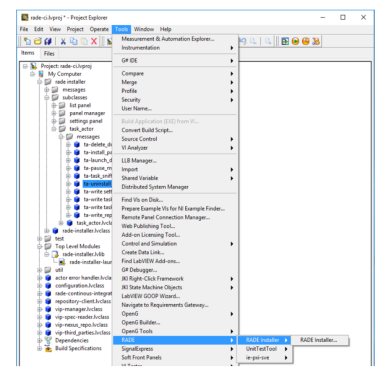 rade-ci.lvproj * - Project Explorer
File Edit View Project Operate Tools Window Help
Items Files
Project: rade-ci.lvproj
My Computer
rade installer
messages
subclasses
list panel
panel manager
settings panel
task_actor
messages
ta-delete_di
ta-install_pa
ta-launch_d
ta-pause_m
ta-task_sniff
ta-uninstall_
ta-write sett
ta-write task
ta-write task
ta-write task
ta-write_rep
task_actor.lvcla
rade-installer.lvclass
test
Top Level Modules
rade-installer.lvlib
rade-installer-laun
util
actor error handler.lvclas
configuration.lvclass
rade-continous-integrat
repository-client.lvclass
vip-manager.lvclass
vip-spec-reader.lvclass
vip-nexus_repo.lvclass
vip-third_parties.lvclass
Dependencies
Build Specifications
Measurement & Automation Explorer...
Instrumentation
G# IDE
Compare
Merge
Profile
Security
User Name...
Build Application (EXE) from VI...
Convert Build Script...
Source Control
VI Analyzer
LLB Manager...
Import
Shared Variable
Distributed System Manager
Find VIs on Disk...
Prepare Example VIs for NI Example Finder...
Remote Panel Connection Manager...
Web Publishing Tool...
Add-on Licensing Tool...
Control and Simulation
Create Data Link...
Find LabVIEW Add-ons...
G# Debugger...
JKI Right-Click Framework
JKI State Machine Objects
LabVIEW GOOP Wizard...
Navigate to Requirements Gateway...
OpenG
OpenG Builder...
OpenG Tools
RADE
SignalExpress
Soft Front Panels
RADE Installer
UnitTestTool
ie-psi-sve
RADE Installer...